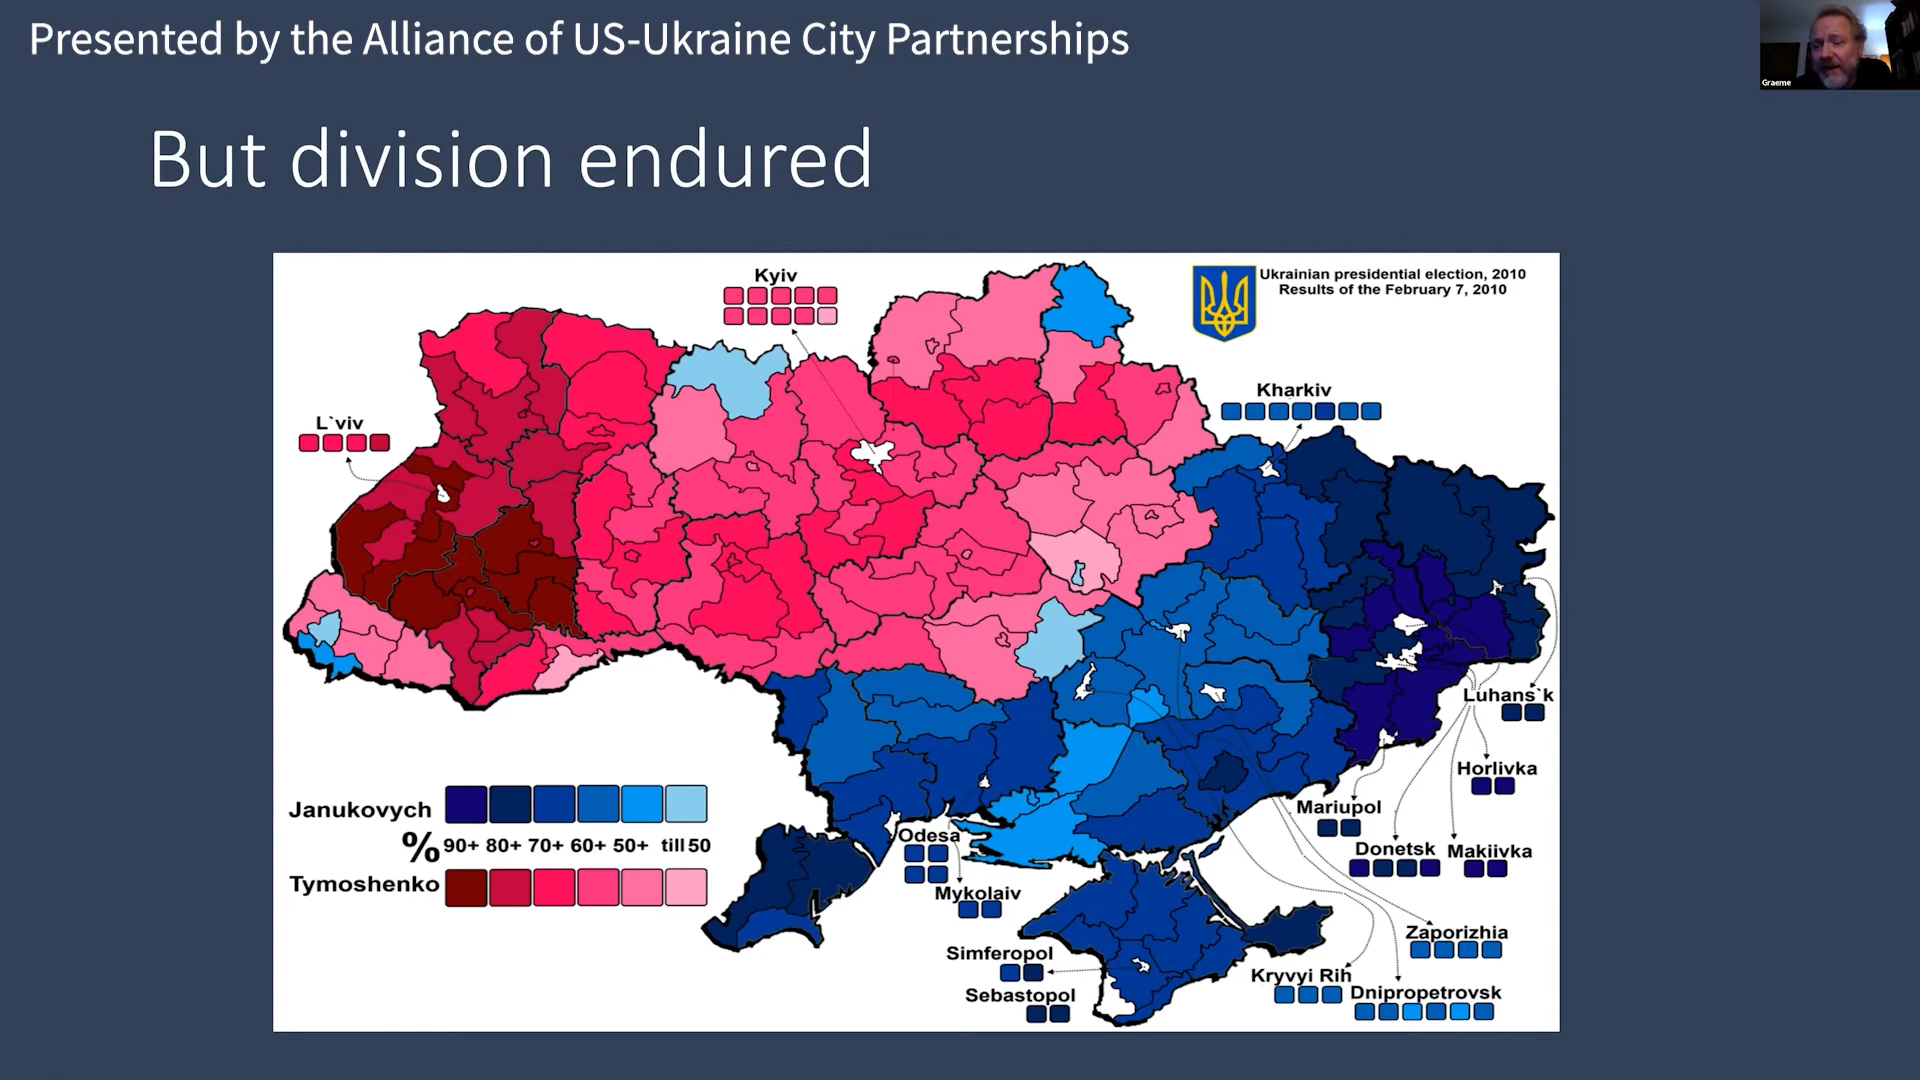 Presented by the Alliance of US-Ukraine City Partnerships
Graeme
But division endured
Kyiv
Ukrainian presidential election, 2010
Results of the February 7, 2010
Kharkiv
L`viv
Luhans`k
Horlivka
Mariupol
Donetsk
Makiivka
Janukovych
% 90+ 80+ 70+ 60+ 50+ till 50
Tymoshenko
Odesa
Mykolaiv
Zaporizhia
Simferopol
Kryvyi Rih
Sebastopol
Dnipropetrovsk